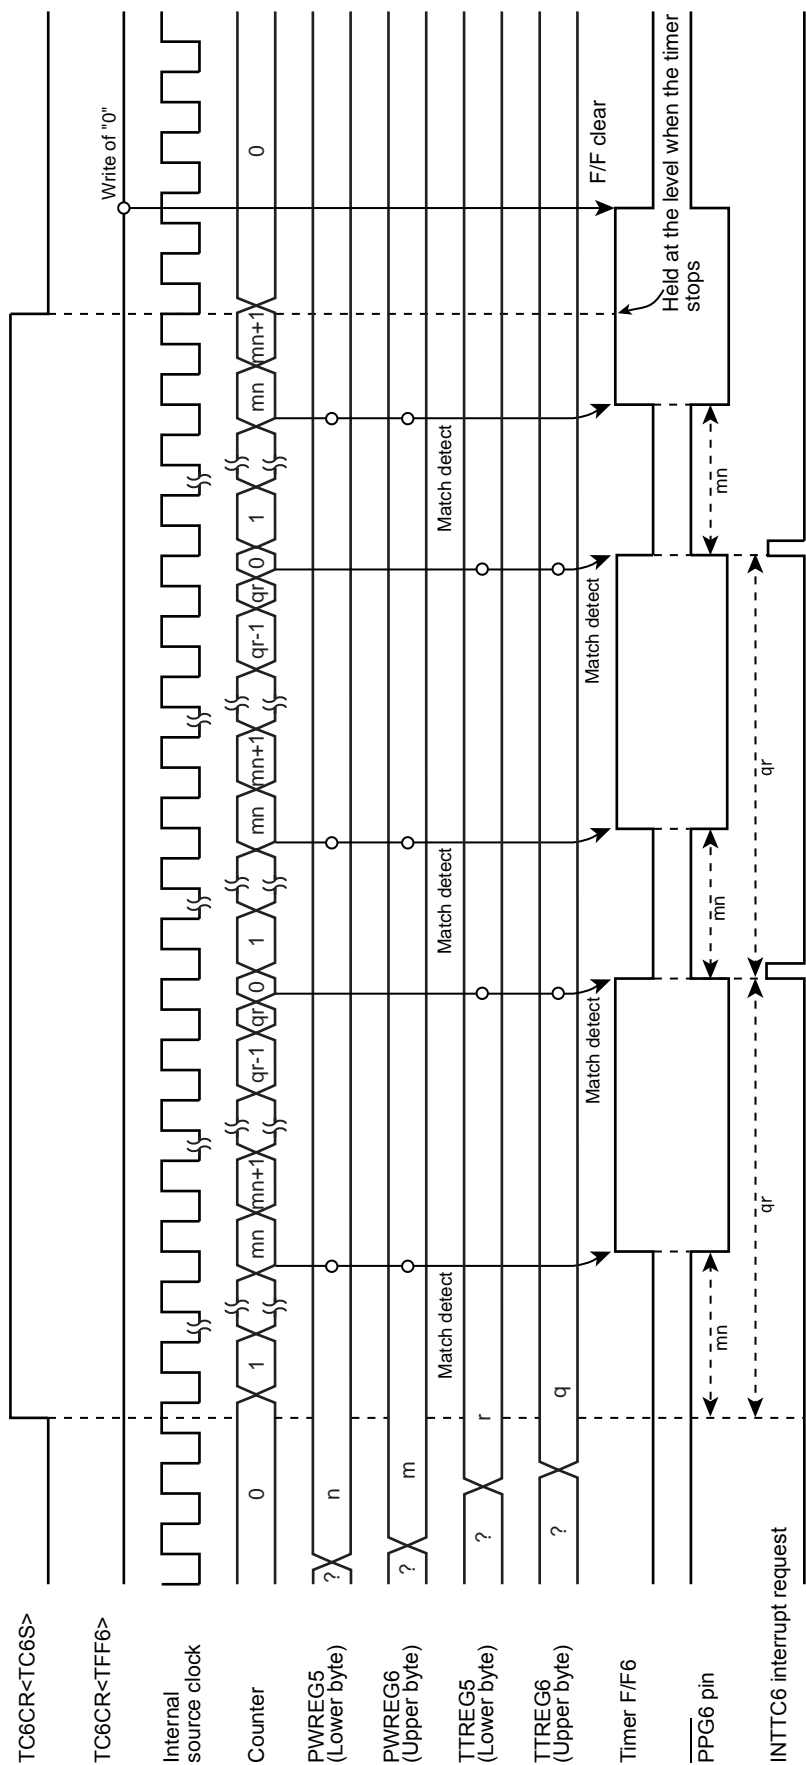 TC6CR<TC6S>
TC6CR<TFF6>
Write of "0"
Internal
source clock
Counter
0 1 mn mn+1 qr-1 qr 0 1 mn mn+1 qr-1 qr 0 1 mn mn+1 0
PWREG5
(Lower byte)
? n
PWREG6
(Upper byte)
? m
Match detect
Match detect
Match detect
TTREG5
(Lower byte)
? r
TTREG6
(Upper byte)
? q
Match detect
Match detect
F/F clear
Timer F/F6
Held at the level when the timer
stops
PPG6 pin
mn
mn
mn
qr
qr
INTTC6 interrupt request